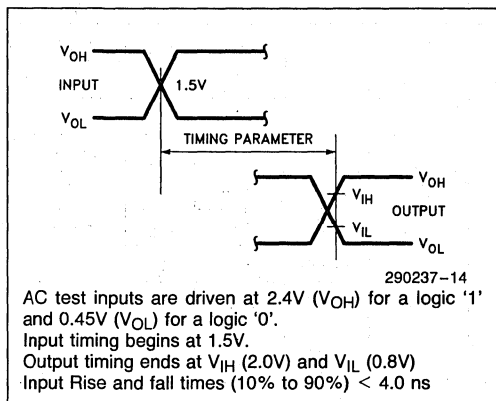 VOH
INPUT 1.5V
VOL
TIMING PARAMETER
VOH
VIH
OUTPUT
VIL
VOL
290237-14
AC test inputs are driven at 2.4V (VOH) for a logic '1'
and 0.45V (VOL) for a logic '0'.
Input timing begins at 1.5V.
Output timing ends at VIH (2.0V) and VIL (0.8V)
Input Rise and fall times (10% to 90%) < 4.0 ns